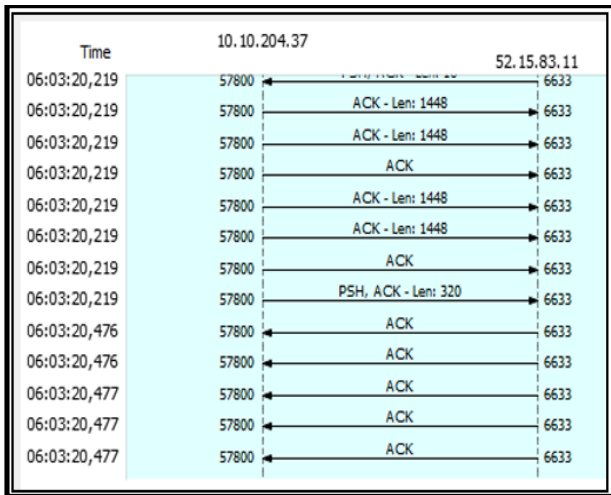 10.10.204.37
Time
52.15.83.11
06:03:20,219 57800 6633
06:03:20,219 57800 ACK - Len: 1448 6633
06:03:20,219 57800 ACK - Len: 1448 6633
06:03:20,219 57800 ACK 6633
06:03:20,219 57800 ACK - Len: 1448 6633
06:03:20,219 57800 ACK - Len: 1448 6633
06:03:20,219 57800 ACK 6633
06:03:20,219 57800 PSH, ACK - Len: 320 6633
06:03:20,476 57800 ACK 6633
06:03:20,476 57800 ACK 6633
06:03:20,477 57800 ACK 6633
06:03:20,477 57800 ACK 6633
06:03:20,477 57800 ACK 6633